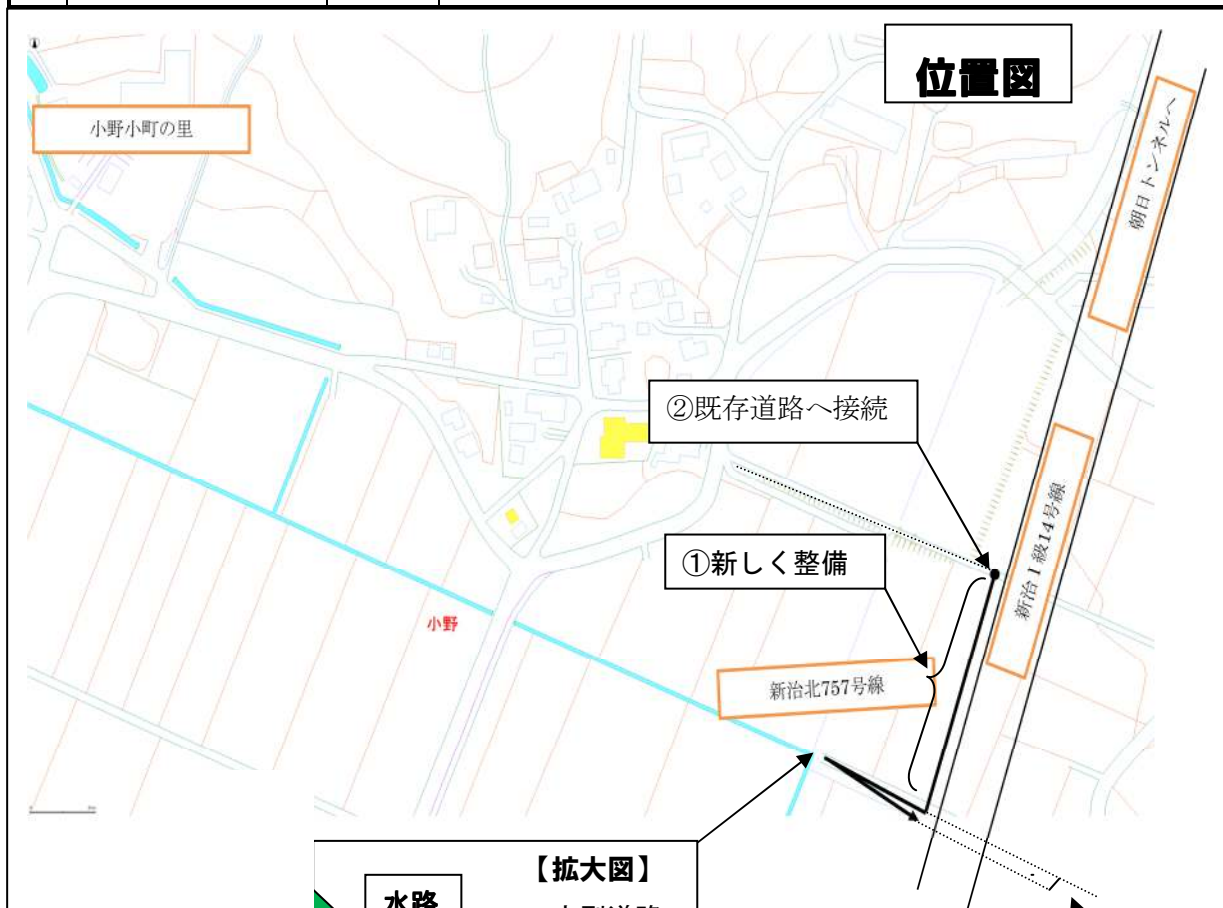 位置図
小野小町の里
朝日トンネルへ
②既存道路へ接続
新治1級14号線
①新しく整備
小野
新治北757号線
【拡大図】
水路